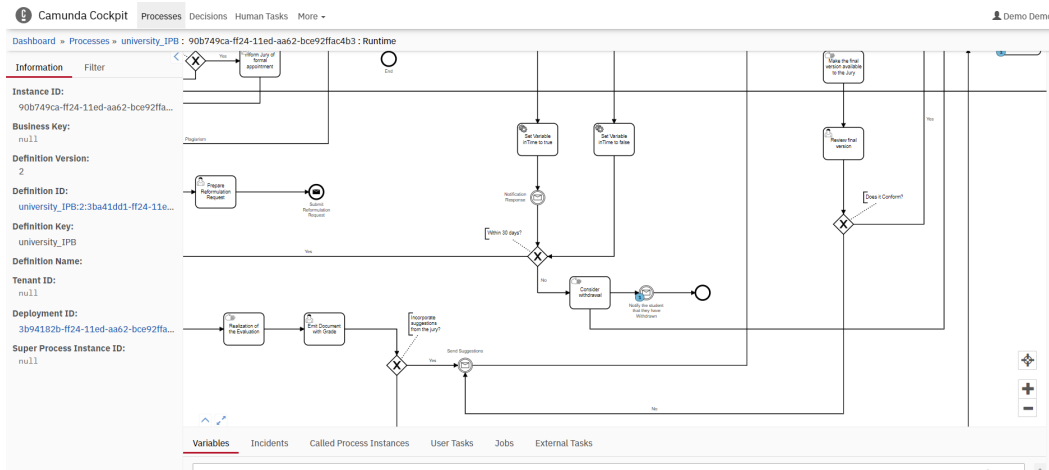 Camunda Cockpit Processes Decisions Human Tasks More Demo Demo
Dashboard » Processes » university_IPB : 90b749ca-ff24-11ed-aa62-bce92ffac4b3 : Runtime
Information Filter
Instance ID:
90b749ca-ff24-11ed-aa62-bce92ffa...
Business Key:
null
Definition Version:
2
Definition ID:
university_IPB:2:3ba41dd1-ff24-11e...
Definition Key:
university_IPB
Definition Name:
Tenant ID:
null
Deployment ID:
3b94182b-ff24-11ed-aa62-bce92ffa...
Super Process Instance ID:
null
Yes
Inform Jury of
formal
appointment
End
Make the final
version available
to the Jury
Plagiarism
Set Variable
inTime to true
Set Variable
inTime to false
Review final
version
Yes
Prepare
Reformulation
Request
Submit
Reformulation
Request
Notification
Response
Does it Conform?
Within 30 days?
Yes
No
Consider
withdrawal
Notify the student
that they have
Withdrawn
Realization of
the Evaluation
Emit Document
with Grade
Incorporate
suggestions
from the jury?
Yes
Send Suggestions
No
Variables Incidents Called Process Instances User Tasks Jobs External Tasks